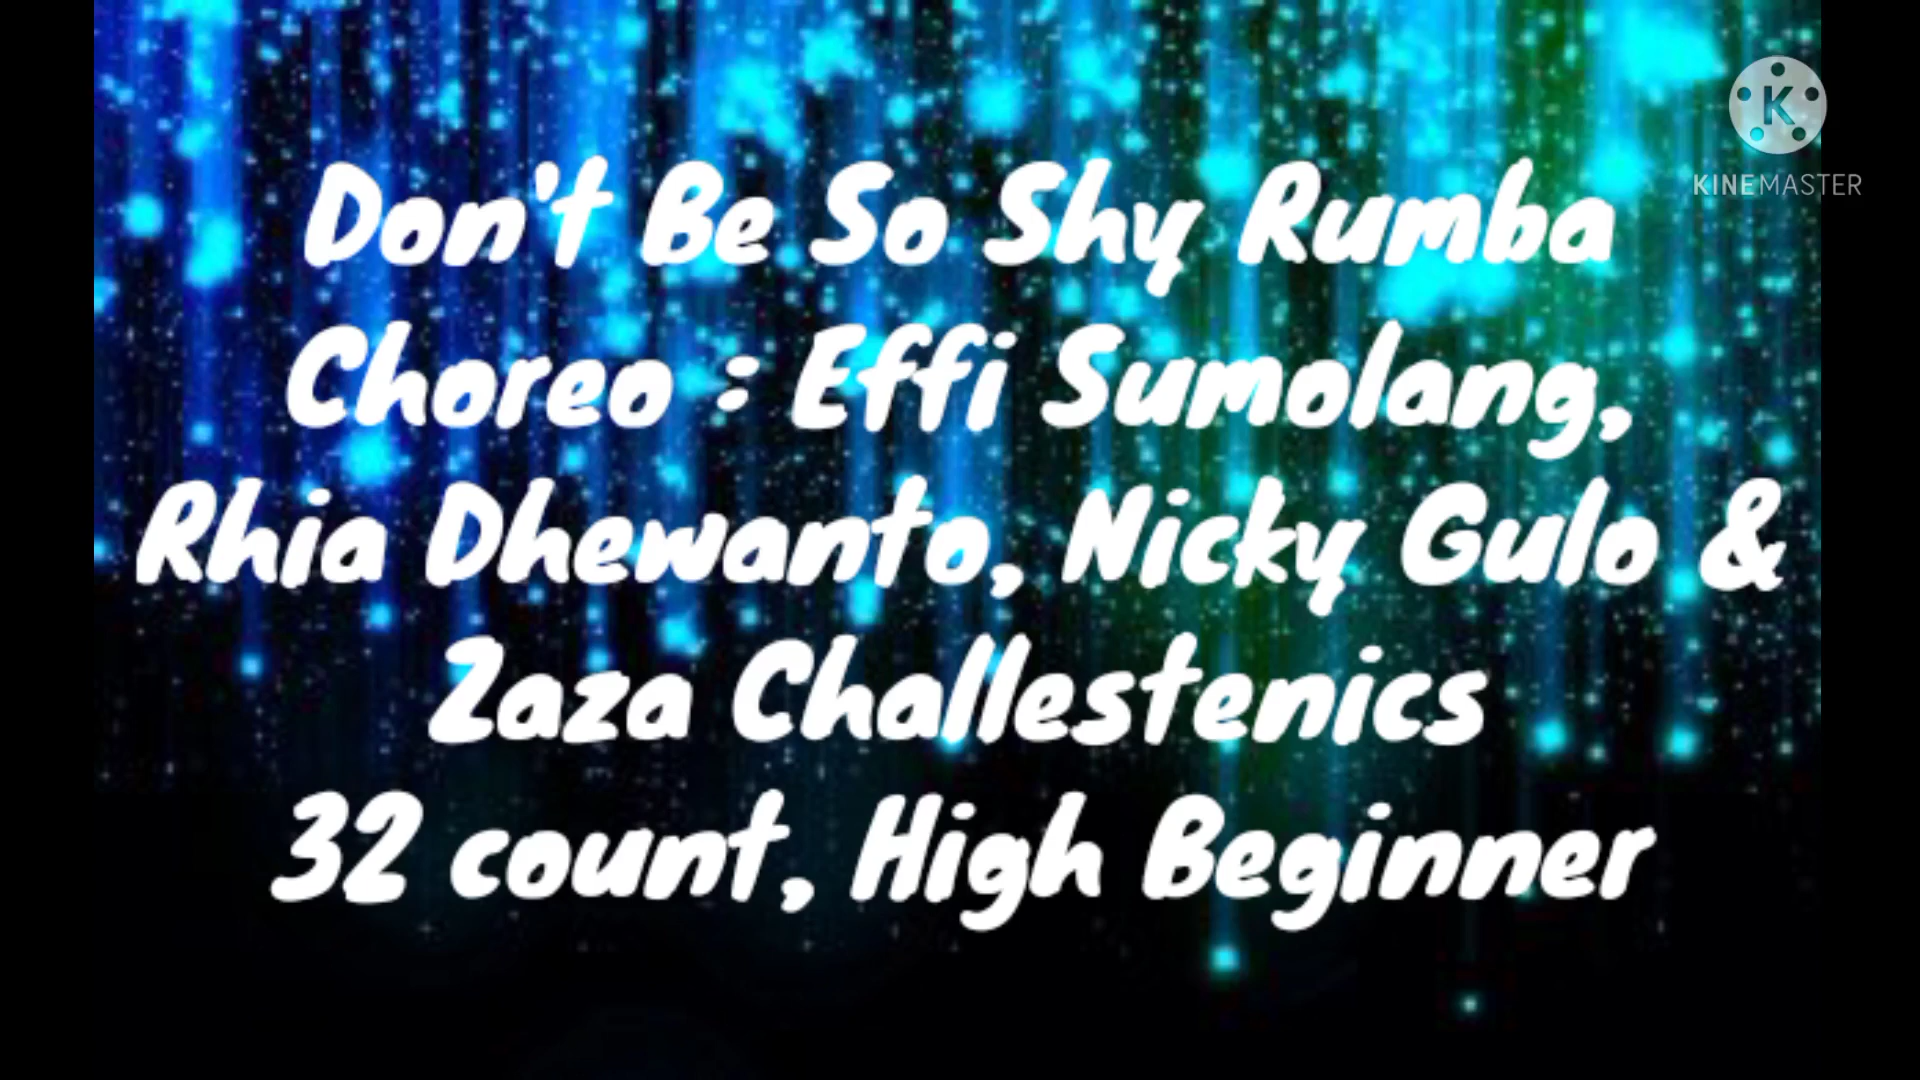 Don't Be So Shy Rumba
Choreo : Effi Sumolang,
Rhia Dhewanto, Nicky Gulo &
Zaza Challestenics
32 count, High Beginner
K
KINEMASTER